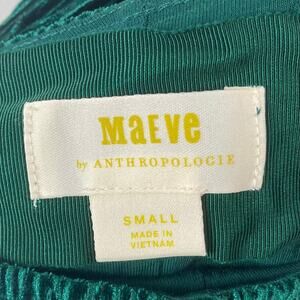 MAEVE
by ANTHROPOLOGIE
SMALL
MADE IN
VIETNAM